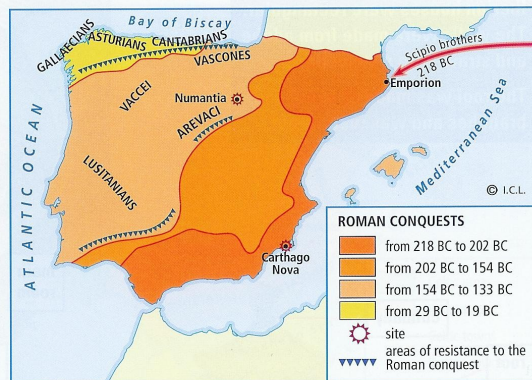 Bay of Biscay
GALLAECIANS
ASTURIANS
CANTABRIANS
VASCONES
Scipio brothers
218 BC
Emporion
VACCEI
Numantia
AREVACI
LUSITANIANS
ATLANTIC OCEAN
Mediterranean Sea
© I.C.L.
Carthago
Nova
ROMAN CONQUESTS
from 218 BC to 202 BC
from 202 BC to 154 BC
from 154 BC to 133 BC
from 29 BC to 19 BC
site
areas of resistance to the
Roman conquest